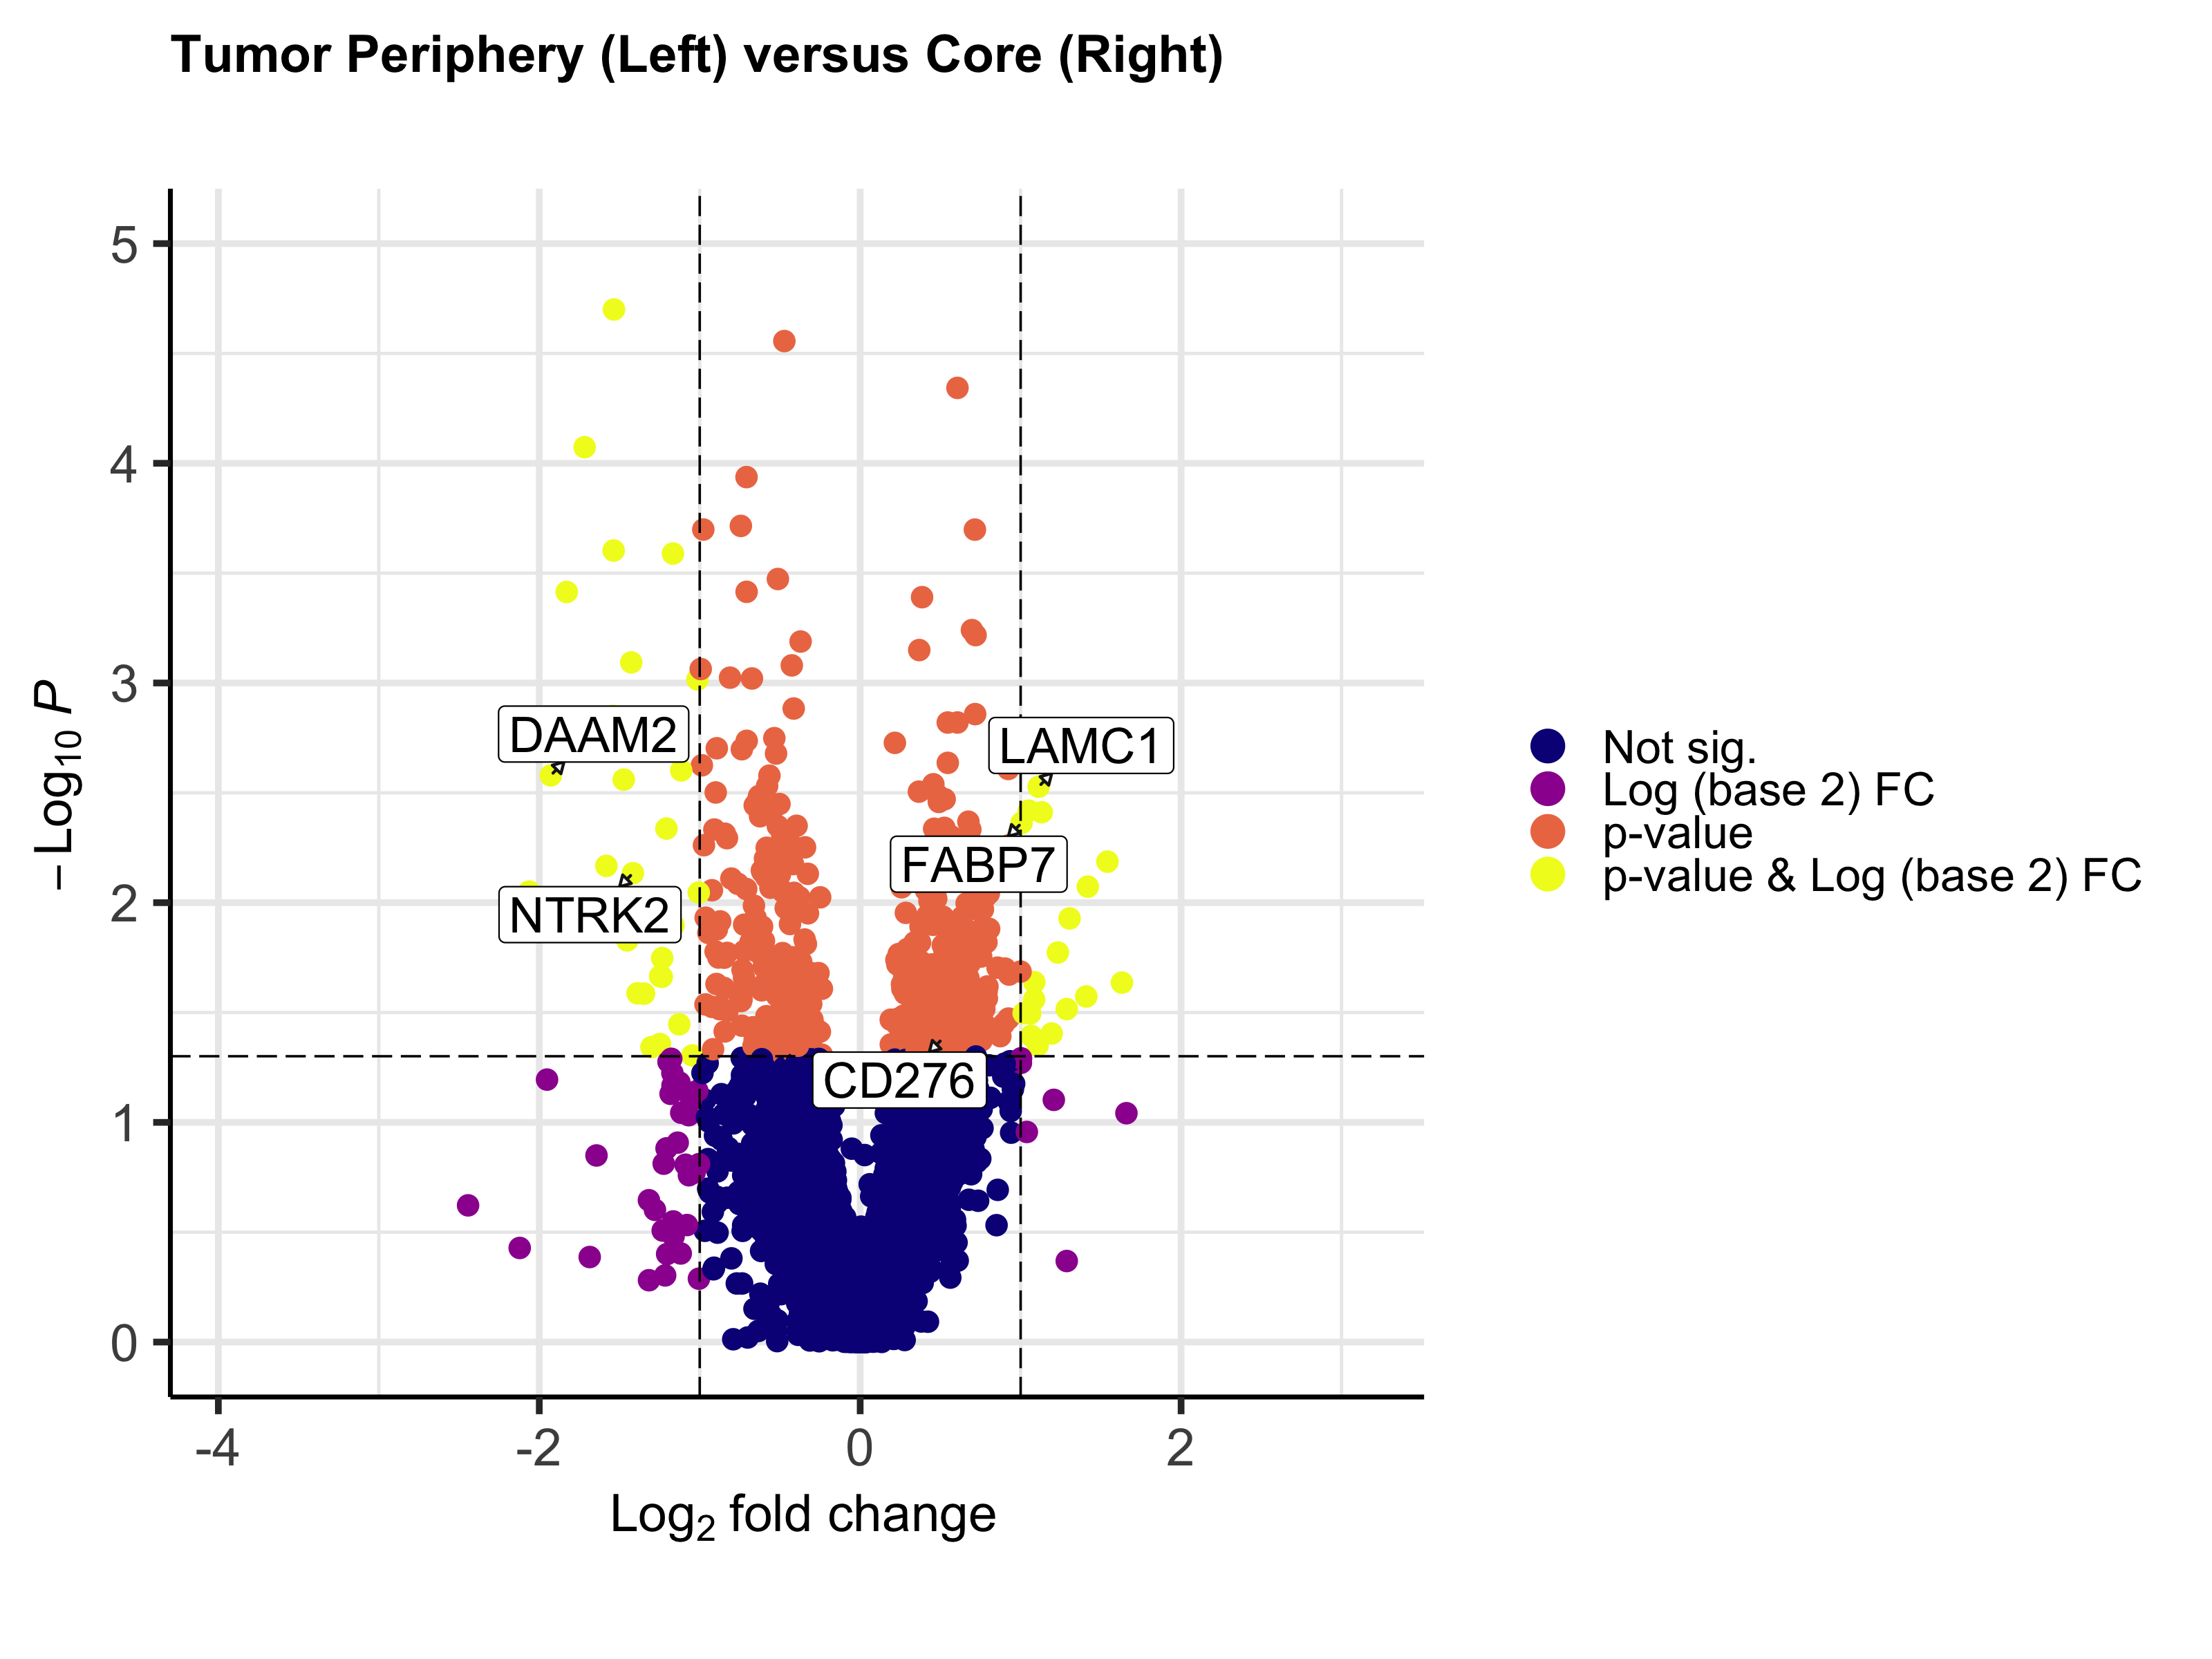 Tumor Periphery (Left) versus Core (Right)
5
4
3
2
1
0
− Log10 P
DAAM2
LAMC1
FABP7
NTRK2
CD276
-4
-2
0
2
Log2 fold change
Not sig.
Log (base 2) FC
p-value
p-value & Log (base 2) FC